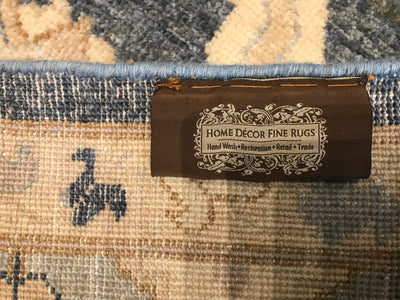 HOME DÉCOR FINE RUGS
Hand Wash • Restoration • Retail • Trade